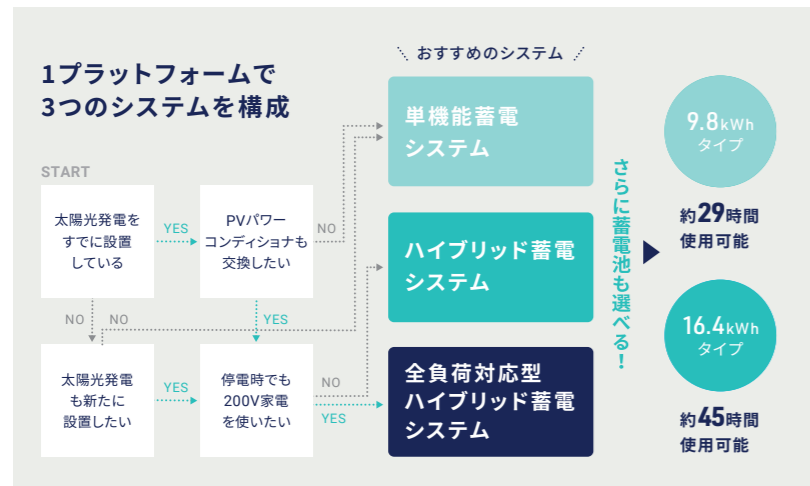 1プラットフォームで
3つのシステムを構成
START
太陽光発電を
すでに設置
している
YES
PVパワー
コンディショナも
交換したい
NO
NO
NO
YES
太陽光発電
も新たに
設置したい
YES
停電時でも
200V家電
を使いたい
NO
YES
おすすめのシステム
単機能蓄電
システム
ハイブリッド蓄電
システム
全負荷対応型
ハイブリッド蓄電
システム
さらに蓄電池も選べる!
9.8kWh
タイプ
約29時間
使用可能
16.4kWh
タイプ
約45時間
使用可能